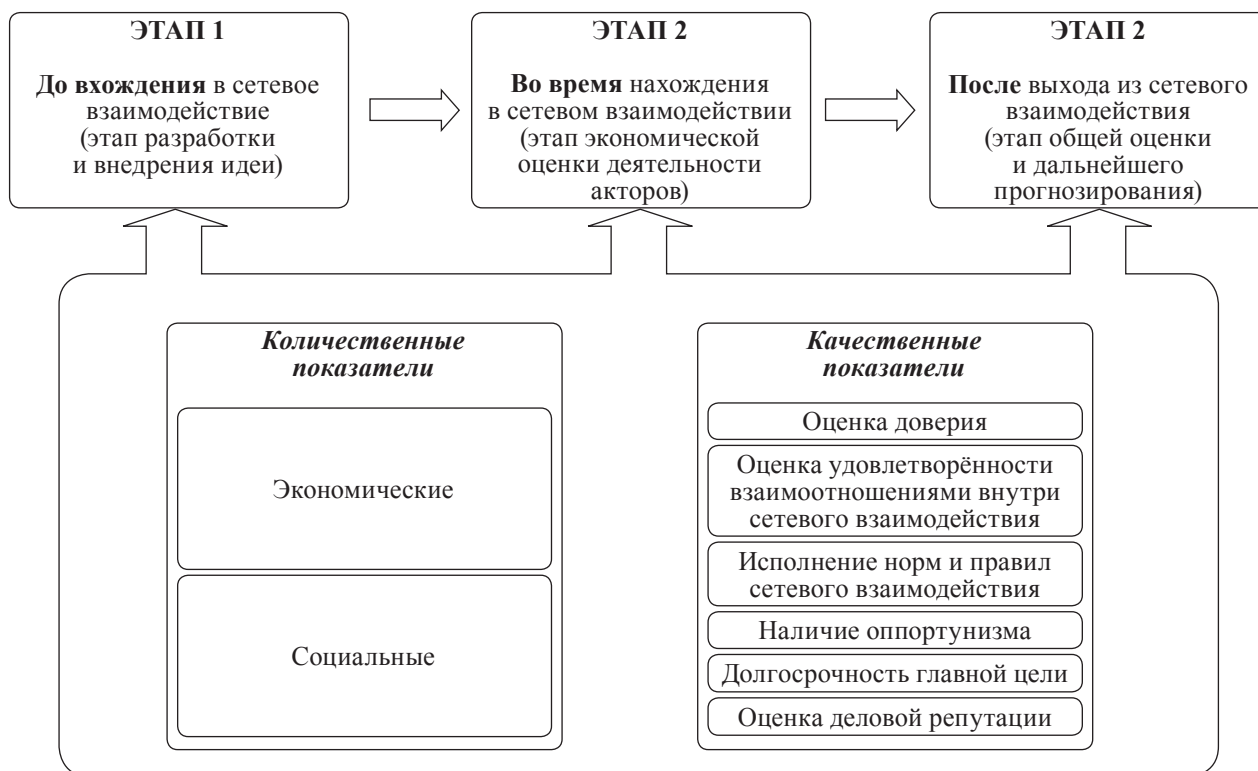 ЭТАП 1
До вхождения в сетевое
взаимодействие
(этап разработки
и внедрения идеи)
ЭТАП 2
Во время нахождения
в сетевом взаимодействии
(этап экономической
оценки деятельности
акторов)
ЭТАП 2
После выхода из сетевого
взаимодействия
(этап общей оценки
и дальнейшего
прогнозирования)
Количественные
показатели
Экономические
Социальные
Качественные
показатели
Оценка доверия
Оценка удовлетворённости
взаимоотношениями внутри
сетевого взаимодействия
Исполнение норм и правил
сетевого взаимодействия
Наличие оппортунизма
Долгосрочность главной цели
Оценка деловой репутации